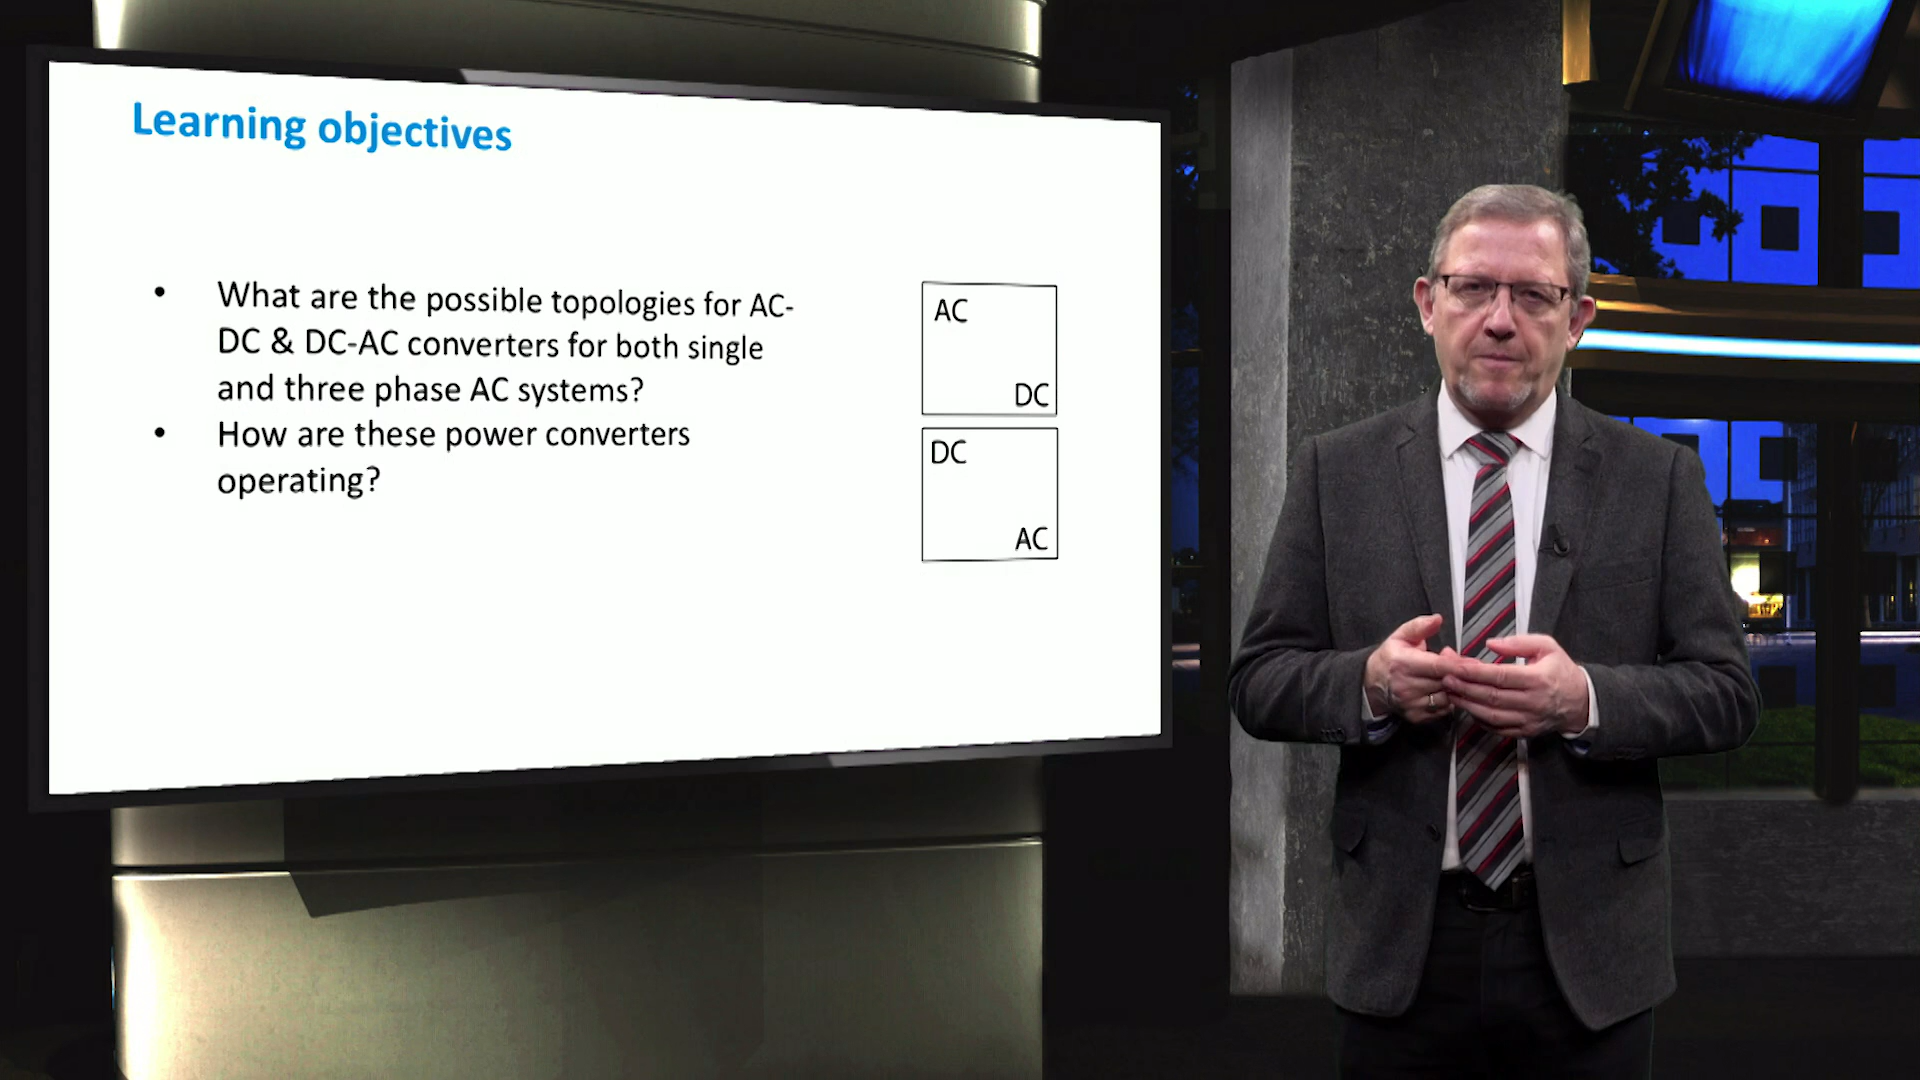 Learning objectives
• What are the possible topologies for AC-
DC & DC-AC converters for both single
and three phase AC systems?
• How are these power converters
operating?
AC
DC
DC
AC